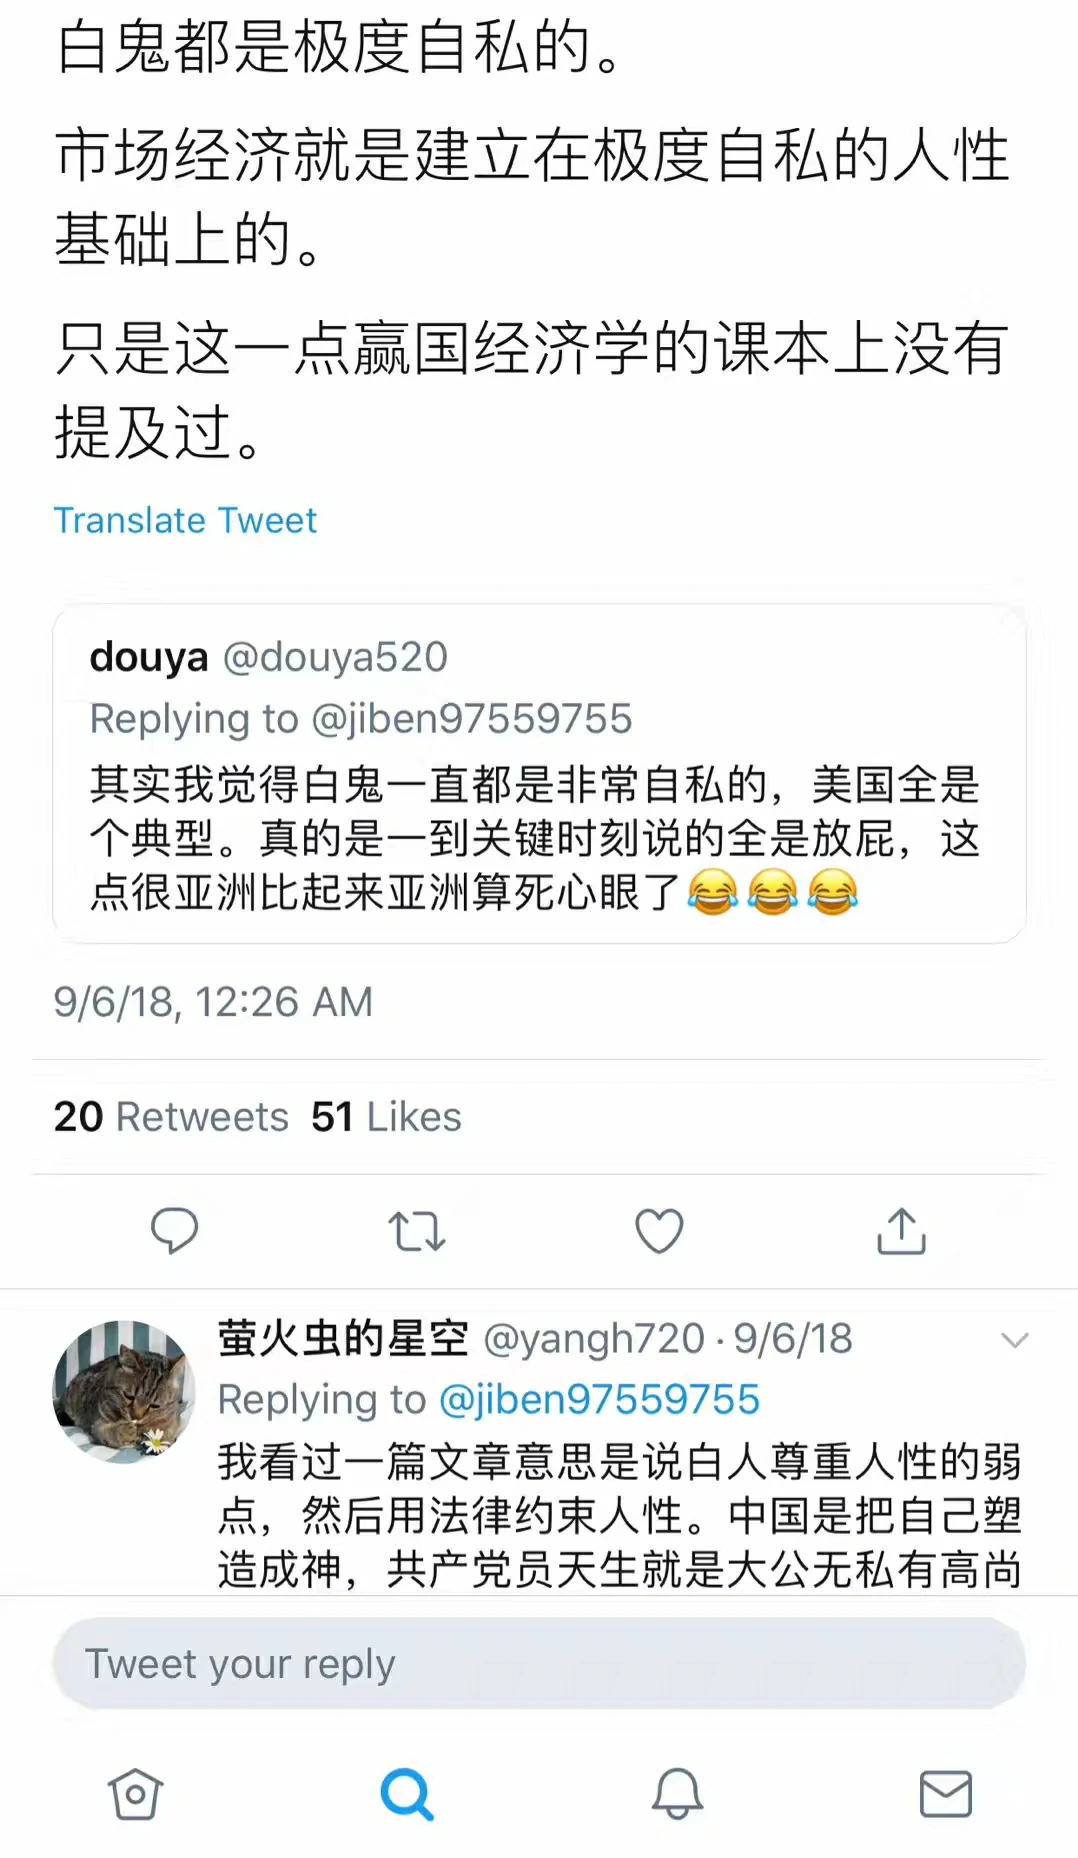 白鬼都是极度自私的。
市场经济就是建立在极度自私的人性
基础上的。
只是这一点赢国经济学的课本上没有
提及过。
Translate Tweet
douya @douya520
Replying to @jiben97559755
其实我觉得白鬼一直都是非常自私的，美国全是
个典型。真的是一到关键时刻说的全是放屁，这
点很亚洲比起来亚洲算死心眼了😂😂😂
9/6/18, 12:26 AM
20 Retweets 51 Likes
萤火虫的星空 @yangh720 · 9/6/18
Replying to @jiben97559755
我看过一篇文章意思是说白人尊重人性的弱
点，然后用法律约束人性。中国是把自己塑
造成神，共产党员天生就是大公无私有高尚
Tweet your reply